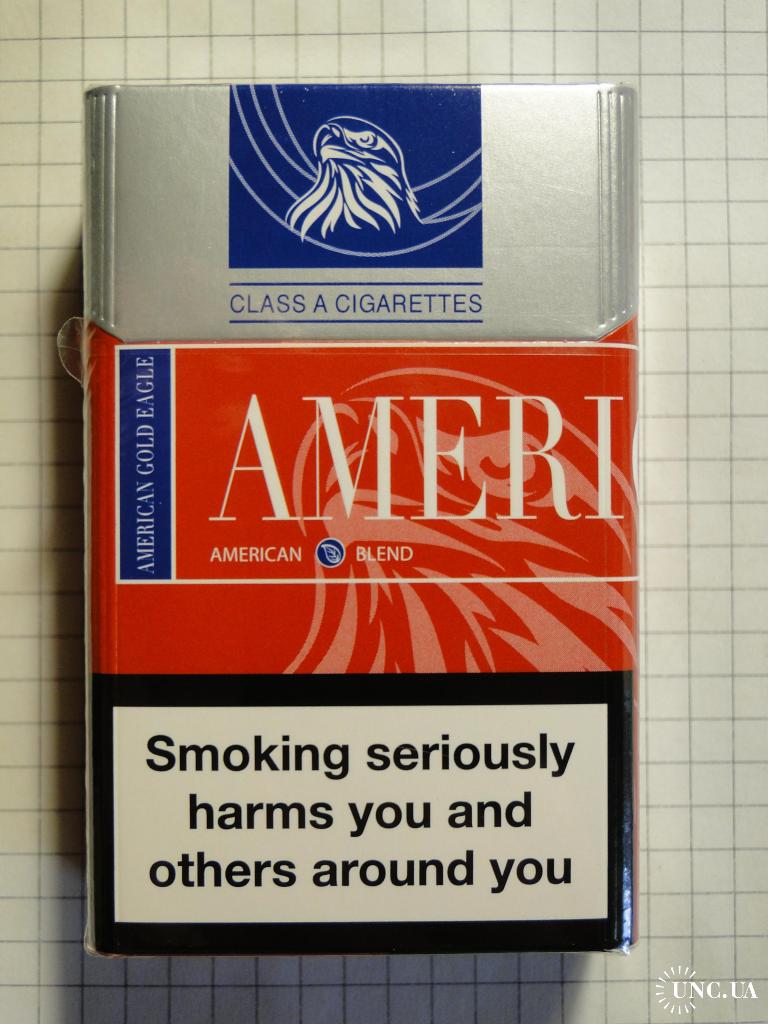 CLASS A CIGARETTES
AMERICAN GOLD EAGLE
AMERI
AMERICAN BLEND
Smoking seriously
harms you and
others around you
UNC.UA